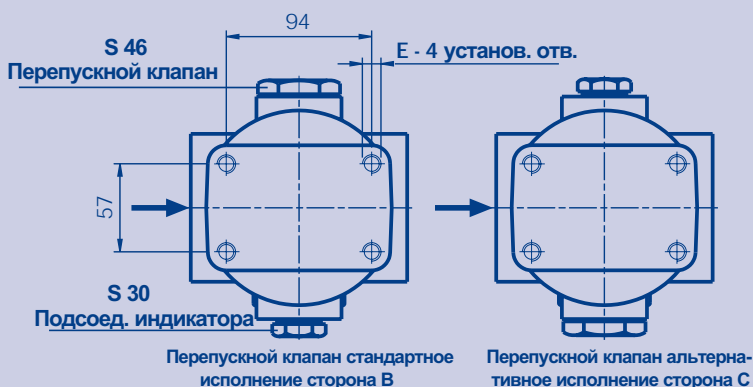 94
S 46
Перепускной клапан
E - 4 установ. отв.
57
S 30
Подсоед. индикатора
Перепускной клапан стандартное
исполнение сторона B
Перепускной клапан альтерна-
тивное исполнение сторона C